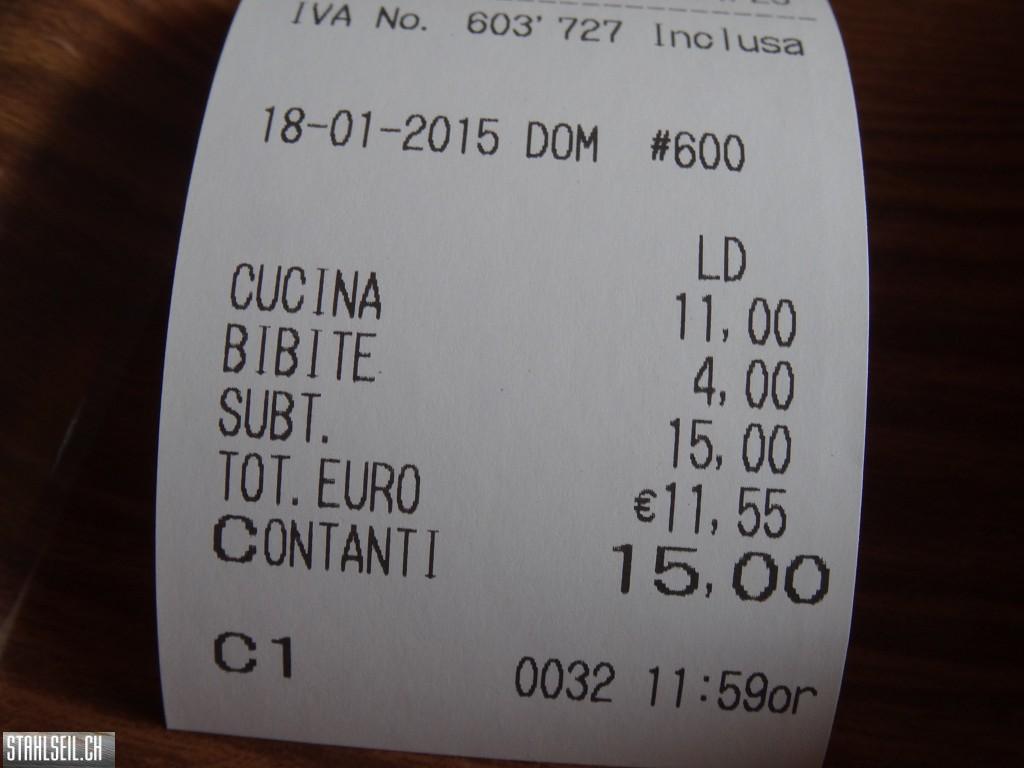 IVA No. 603'727 Inclusa
18-01-2015 DOM #600
LD
CUCINA 11,00
BIBITE 4,00
SUBT. 15,00
TOT. EURO €11,55
CONTANTI 15,00
C1 0032 11:59or
STAHLSEIL.CH